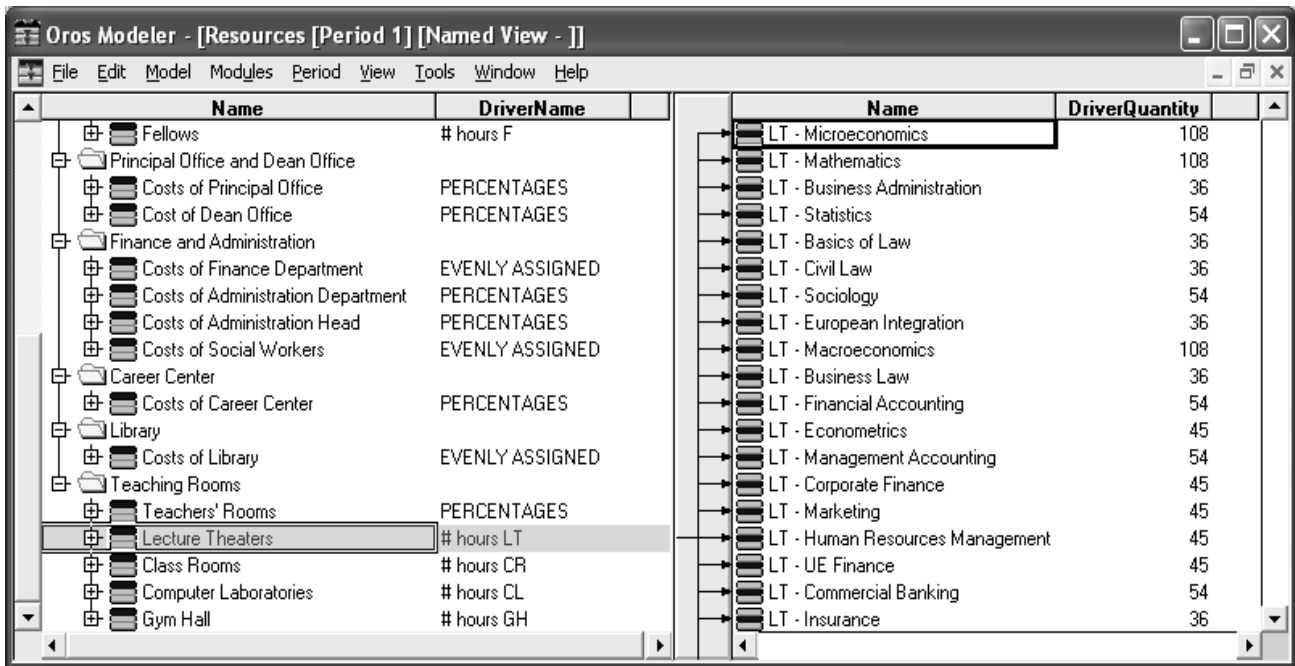 Oros Modeler - [Resources [Period 1] [Named View - ]]
File Edit Model Modules Period View Tools Window Help
Name DriverName
Fellows # hours F
Principal Office and Dean Office
Costs of Principal Office PERCENTAGES
Cost of Dean Office PERCENTAGES
Finance and Administration
Costs of Finance Department EVENLY ASSIGNED
Costs of Administration Department PERCENTAGES
Costs of Administration Head PERCENTAGES
Costs of Social Workers EVENLY ASSIGNED
Career Center
Costs of Career Center PERCENTAGES
Library
Costs of Library EVENLY ASSIGNED
Teaching Rooms
Teachers' Rooms PERCENTAGES
Lecture Theaters # hours LT
Class Rooms # hours CR
Computer Laboratories # hours CL
Gym Hall # hours GH
Name DriverQuantity
LT - Microeconomics 108
LT - Mathematics 108
LT - Business Administration 36
LT - Statistics 54
LT - Basics of Law 36
LT - Civil Law 36
LT - Sociology 54
LT - European Integration 36
LT - Macroeconomics 108
LT - Business Law 36
LT - Financial Accounting 54
LT - Econometrics 45
LT - Management Accounting 54
LT - Corporate Finance 45
LT - Marketing 45
LT - Human Resources Management 45
LT - UE Finance 45
LT - Commercial Banking 54
LT - Insurance 36